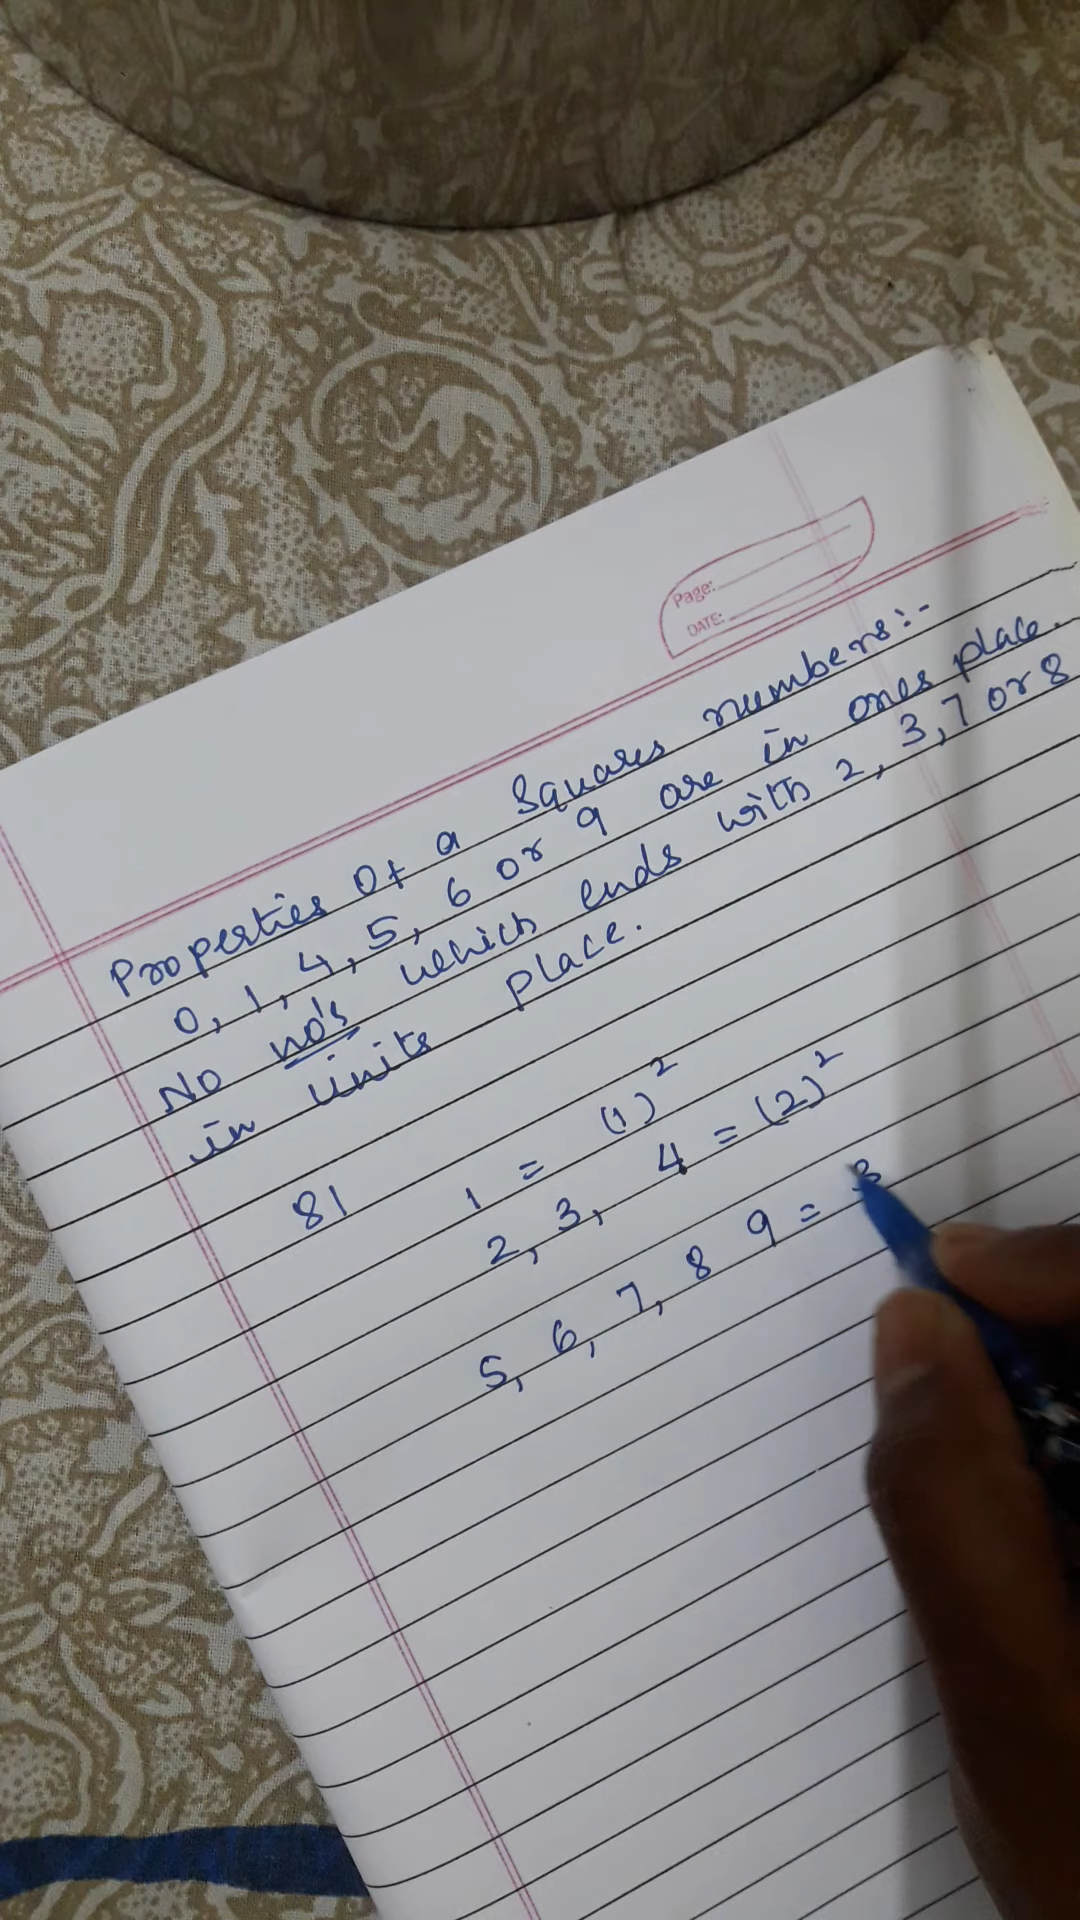 Page:
DATE:
Properties Of a Squares numbers:-
0, 1, 4, 5, 6 or 9 are in ones place.
No no's which ends with 2, 3, 7 or 8
in units place.
81 1 = (1)²
2, 3, 4 = (2)²
5, 6, 7, 8 9 = 3